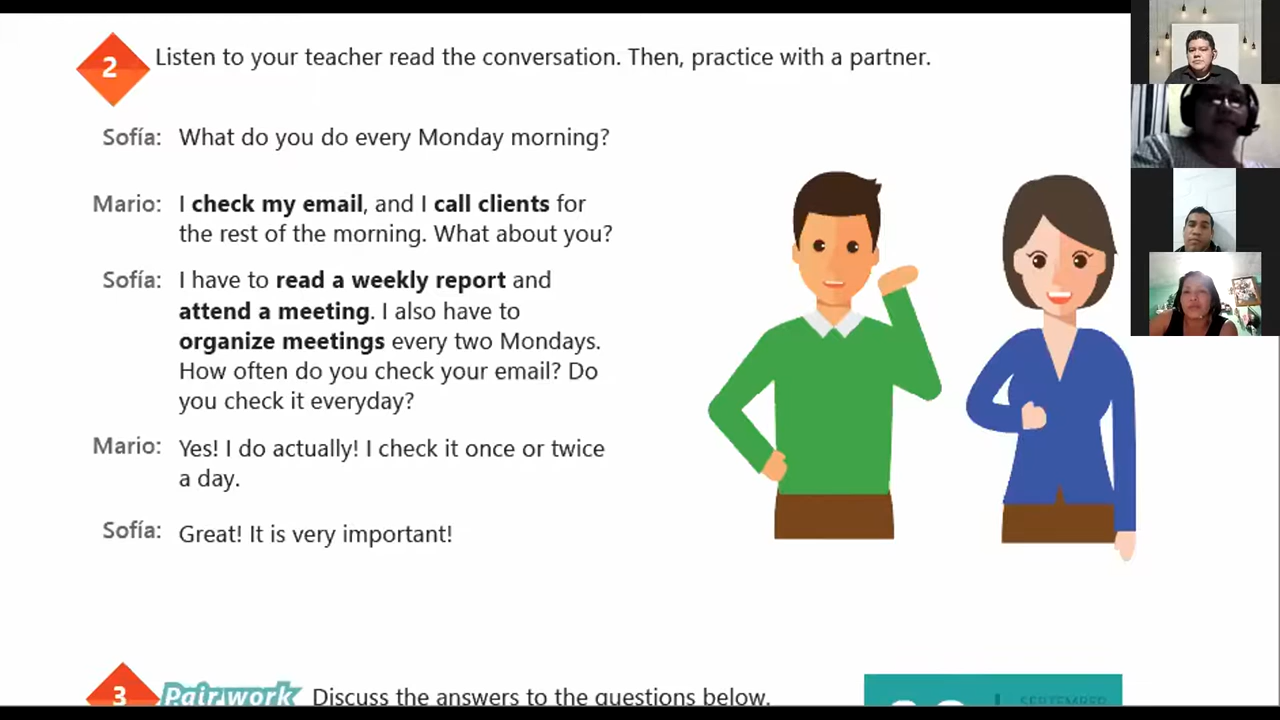 2 Listen to your teacher read the conversation. Then, practice with a partner.
Sofía: What do you do every Monday morning?
Mario: I check my email, and I call clients for
the rest of the morning. What about you?
Sofía: I have to read a weekly report and
attend a meeting. I also have to
organize meetings every two Mondays.
How often do you check your email? Do
you check it everyday?
Mario: Yes! I do actually! I check it once or twice
a day.
Sofía: Great! It is very important!
3 Pair work Discuss the answers to the questions below.
SEPTEMBER